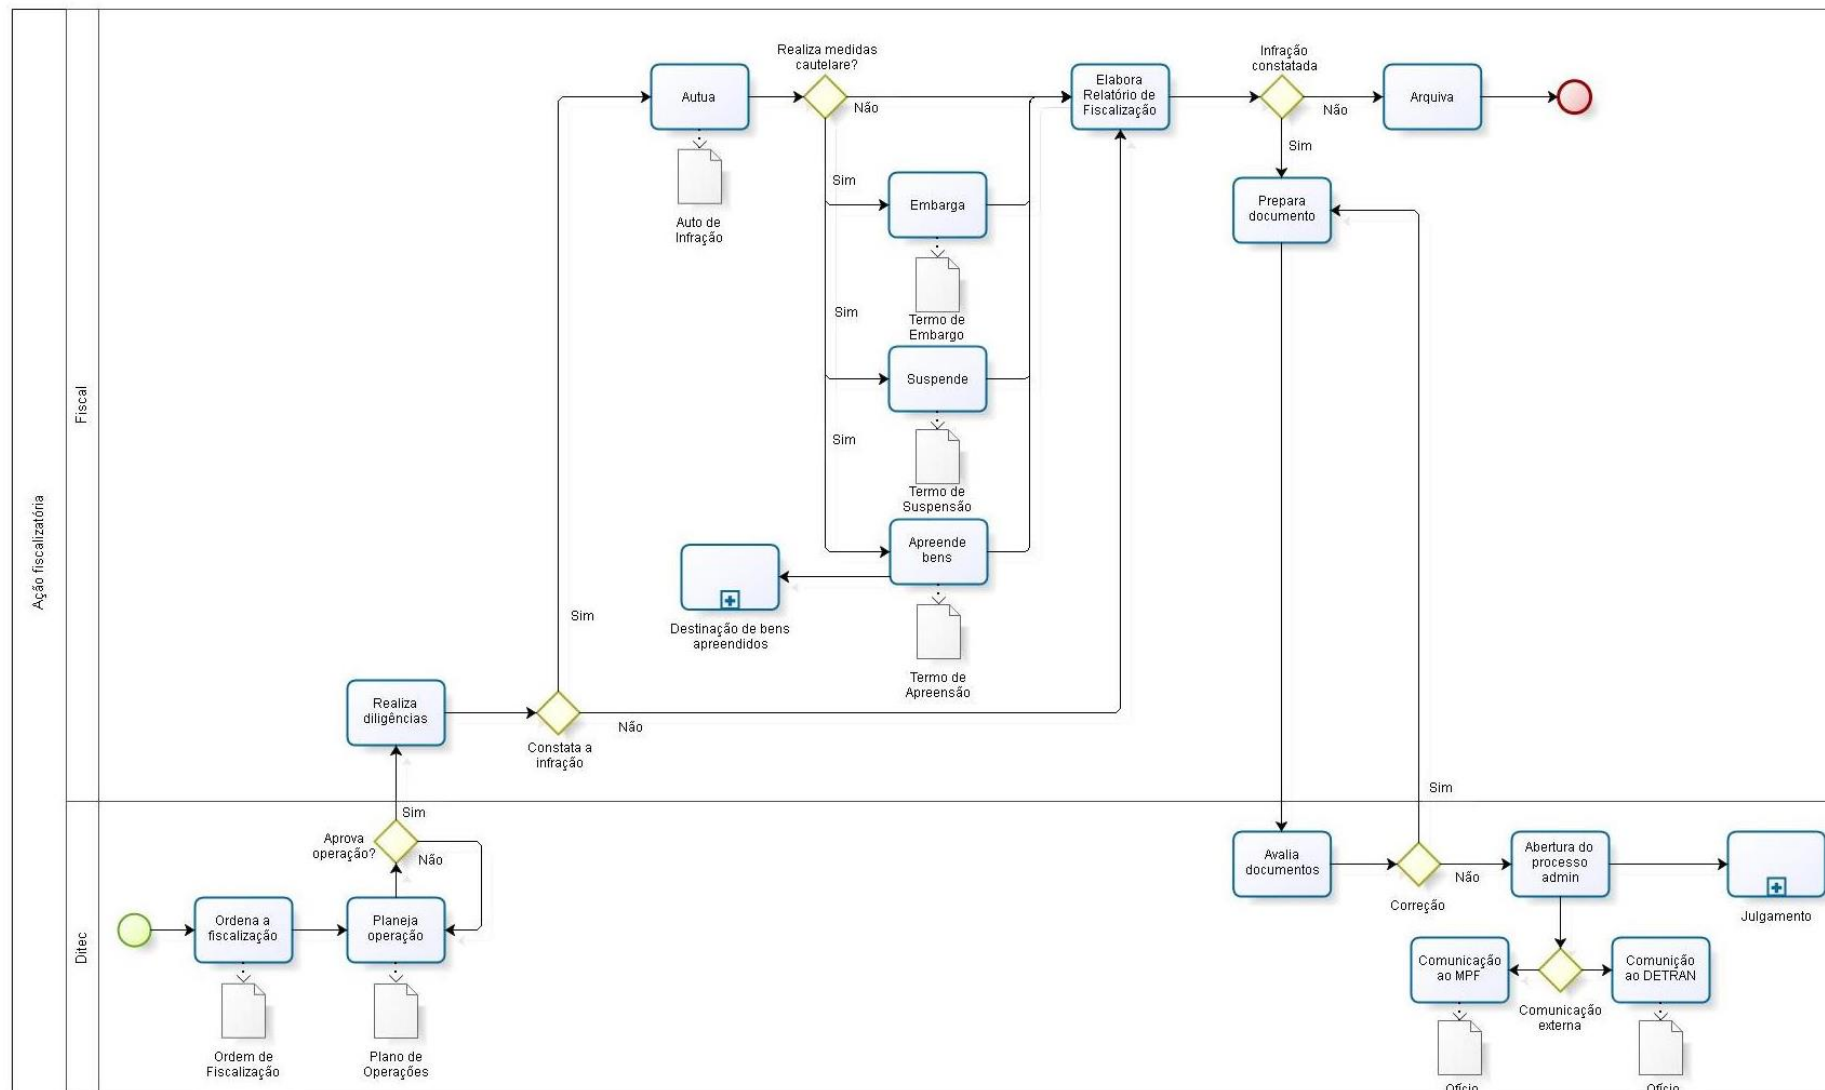 Ação fiscalizatória
Fiscal
Ditec
Realiza medidas
cautelare?
Infração
constatada
Autua
Não
Elabora
Relatório de
Fiscalização
Não
Arquiva
Sim
Auto de
Infração
Sim
Embarga
Prepara
documento
Termo de
Embargo
Sim
Suspende
Sim
Termo de
Suspensão
Apreende
bens
Destinação de bens
apreendidos
Termo de
Apreensão
Sim
Realiza
diligências
Constata a
infração
Não
Sim
Sim
Aprova
operação?
Não
Ordena a
fiscalização
Planeja
operação
Ordem de
Fiscalização
Plano de
Operações
Avalia
documentos
Correção
Não
Abertura do
processo
admin
Julgamento
Comunicação
ao MPF
Comunição
ao DETRAN
Comunicação
externa
Ofício
Ofício